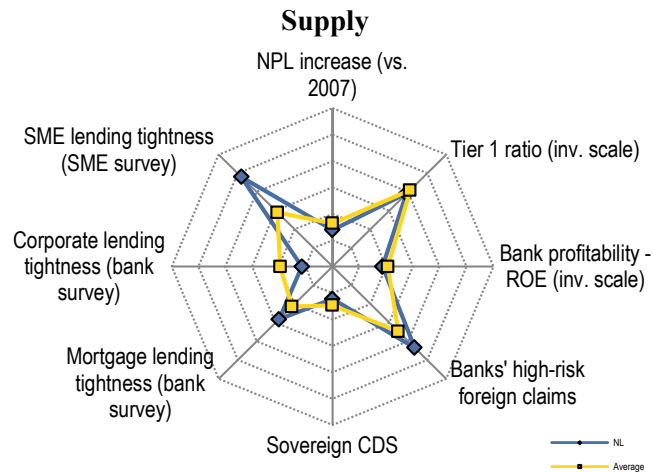 Supply
NPL increase (vs.
2007)
Tier 1 ratio (inv. scale)
Bank profitability -
ROE (inv. scale)
Banks' high-risk
foreign claims
Sovereign CDS
Mortgage lending
tightness (bank
survey)
Corporate lending
tightness (bank
survey)
SME lending tightness
(SME survey)
NL
Average